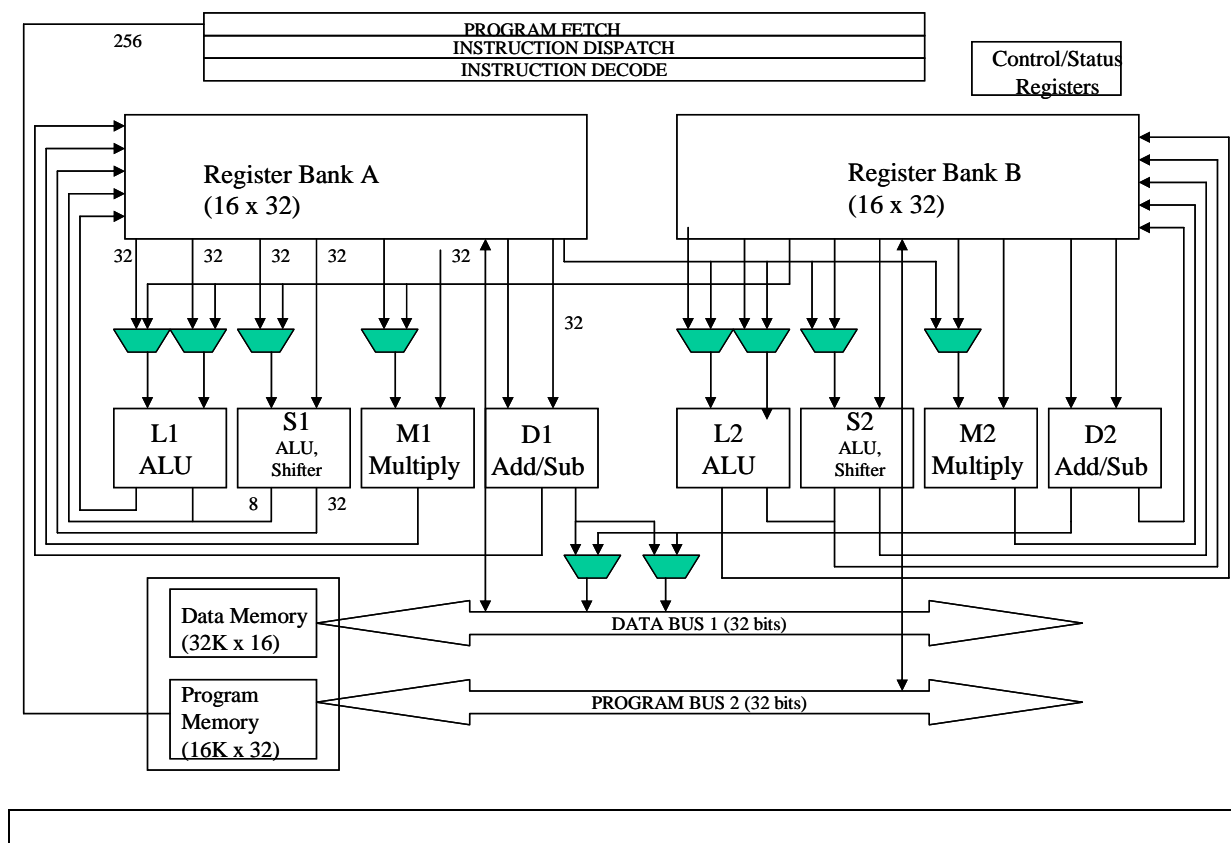 PROGRAM FETCH
256
INSTRUCTION DISPATCH
INSTRUCTION DECODE
Control/Status
Registers
Register Bank A
(16 x 32)
Register Bank B
(16 x 32)
32
32
32
32
32
32
L1
ALU
S1
ALU,
Shifter
M1
Multiply
D1
Add/Sub
L2
ALU
S2
ALU,
Shifter
M2
Multiply
D2
Add/Sub
8
32
Data Memory
(32K x 16)
DATA BUS 1 (32 bits)
Program
Memory
(16K x 32)
PROGRAM BUS 2 (32 bits)